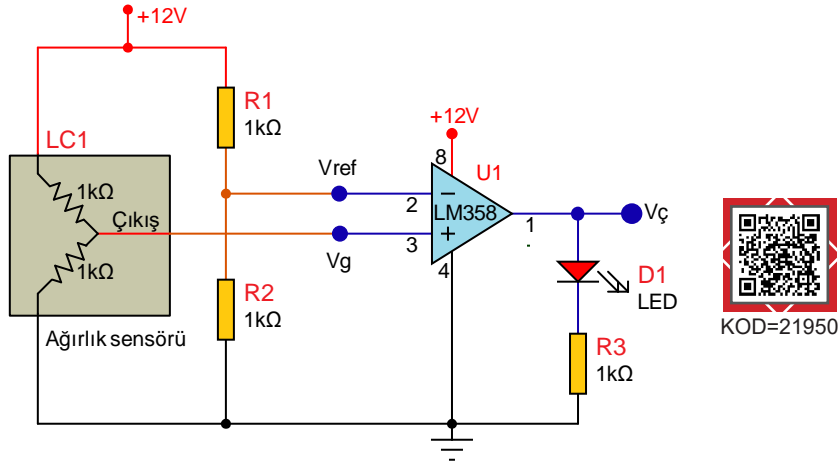 +12V
LC1
1kΩ
Çıkış
1kΩ
Ağırlık sensörü
R1
1kΩ
R2
1kΩ
Vref
Vg
+12V
8
U1
2
LM358
3
1
4
Vç
D1
LED
R3
1kΩ
KOD=21950